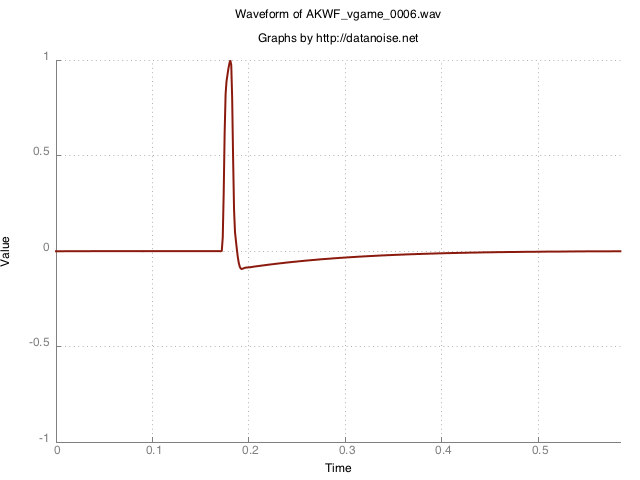 Waveform of AKWF_vgame_0006.wav
Graphs by http://datanoise.net
1
0.5
0
-0.5
-1
Value
0 0.1 0.2 0.3 0.4 0.5
Time